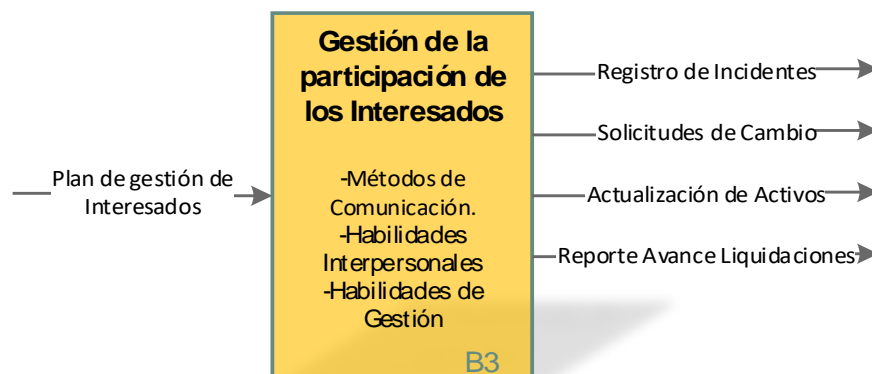 Gestión de la
participación de
los Interesados
Plan de gestión de
Interesados
-Métodos de
Comunicación.
-Habilidades
Interpersonales
-Habilidades de
Gestión
B3
Registro de Incidentes
Solicitudes de Cambio
Actualización de Activos
Reporte Avance Liquidaciones